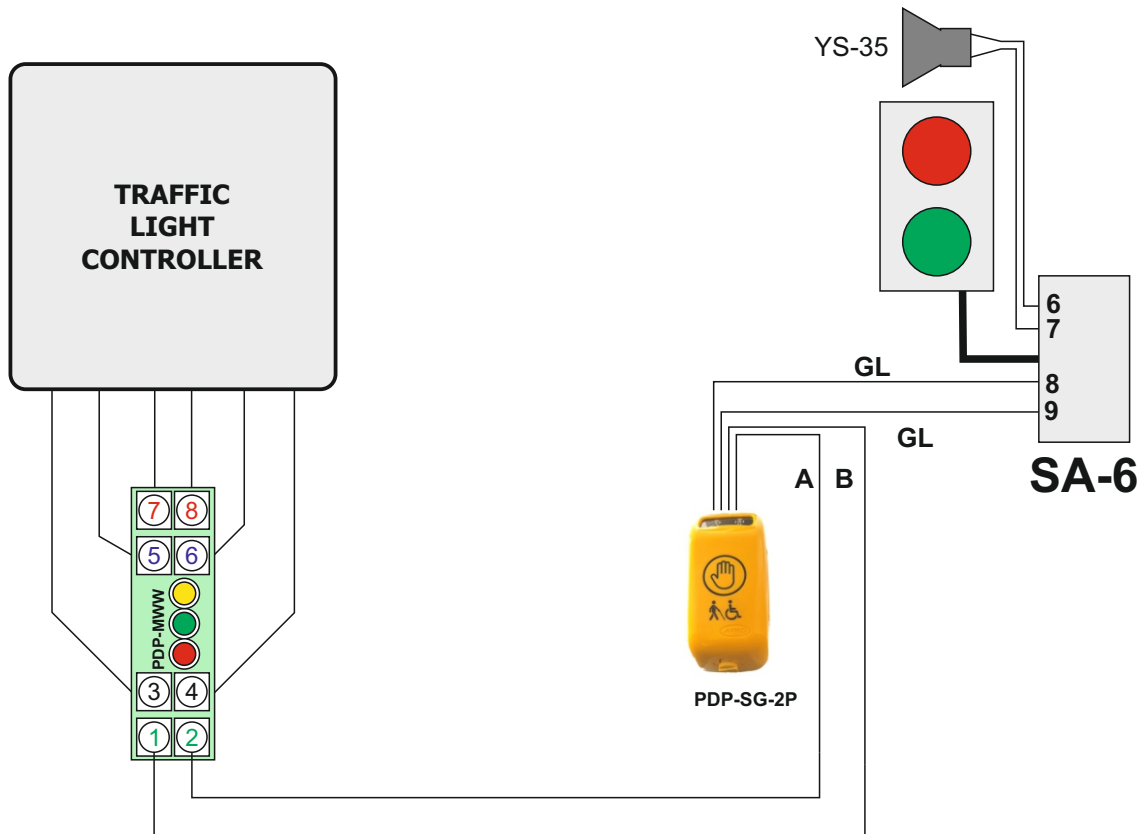 YS-35
TRAFFIC
LIGHT
CONTROLLER
6
7
GL
8
9
GL
SA-6
A B
7 8
5 6
PDP-MWW
3 4
1 2
PDP-SG-2P